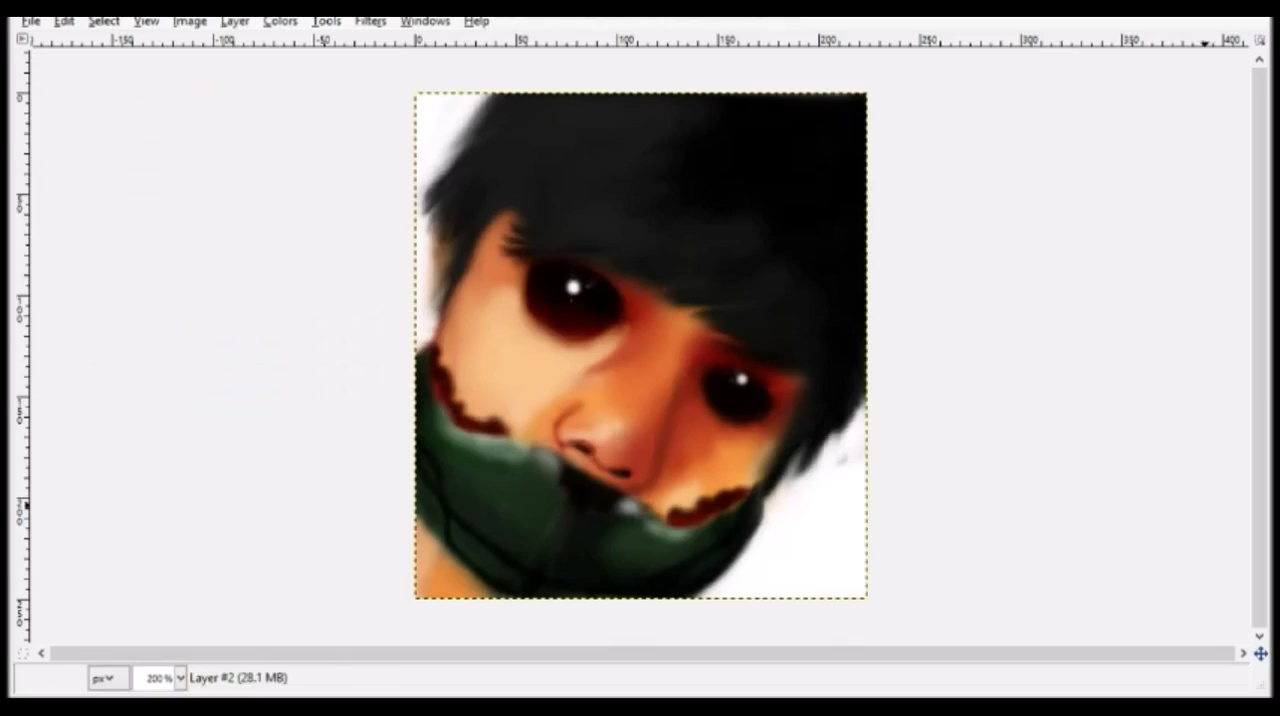 File Edit Select View Image Layer Colors Tools Filters Windows Help
-150 -100 -50 0 50 100 150 200 250 300 350 400
px 200 % Layer #2 (28.1 MB)